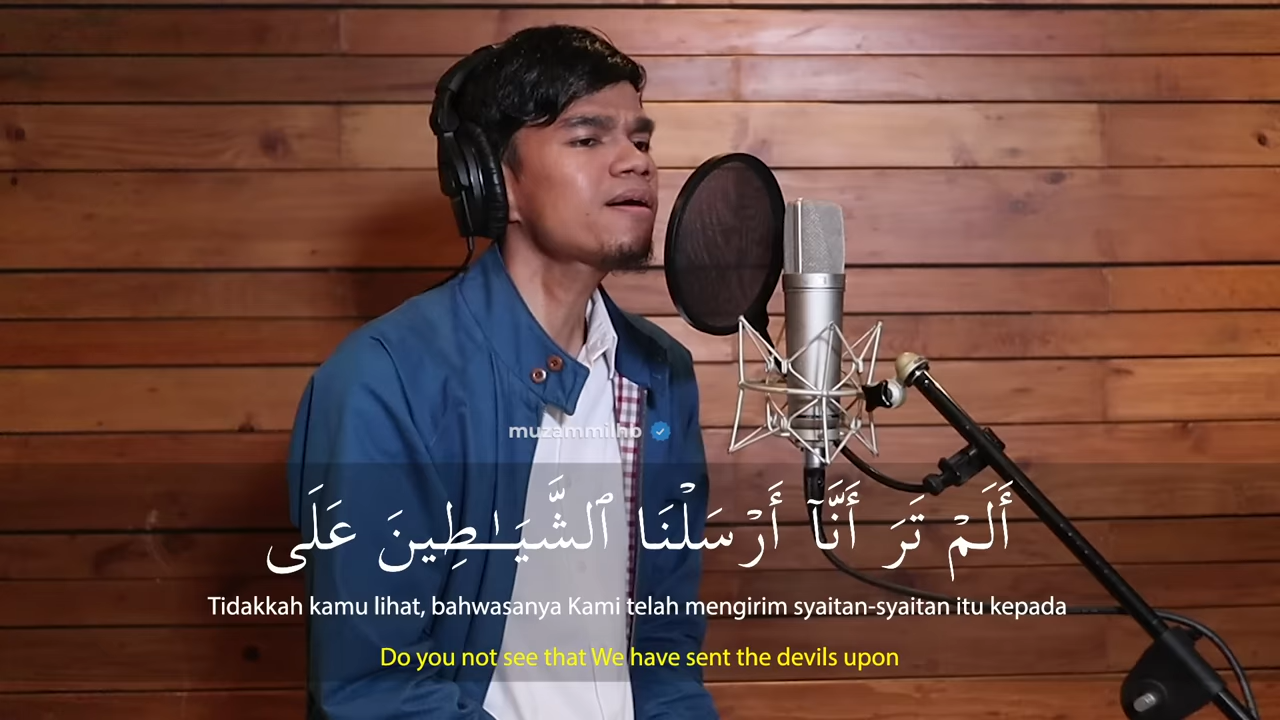 muzammilhb
أَلَمْ تَرَ أَنَّآ أَرْسَلْنَا ٱلشَّيَـٰطِينَ عَلَى
Tidakkah kamu lihat, bahwasanya Kami telah mengirim syaitan-syaitan itu kepada
Do you not see that We have sent the devils upon